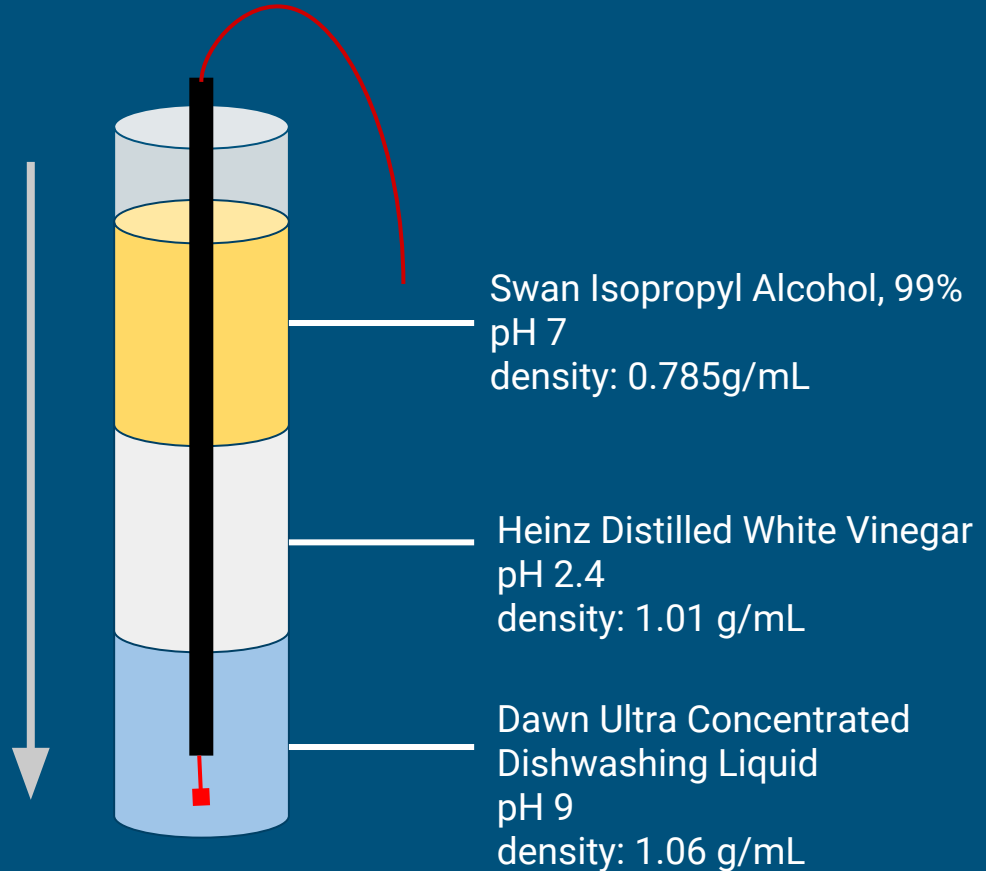 Swan Isopropyl Alcohol, 99%
pH 7
density: 0.785g/mL
Heinz Distilled White Vinegar
pH 2.4
density: 1.01 g/mL
Dawn Ultra Concentrated
Dishwashing Liquid
pH 9
density: 1.06 g/mL